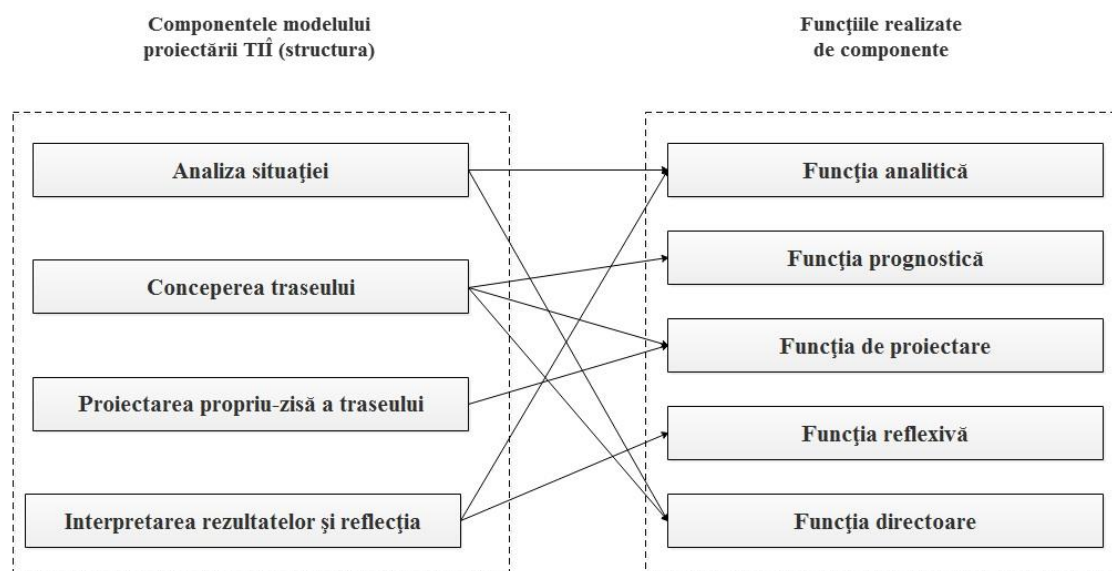 Componentele modelului
proiectării TIÎ (structura)
Funcţiile realizate
de componente
Analiza situaţiei
Conceperea traseului
Proiectarea propriu-zisă a traseului
Interpretarea rezultatelor şi reflecţia
Funcţia analitică
Funcţia prognostică
Funcţia de proiectare
Funcţia reflexivă
Funcţia directoare